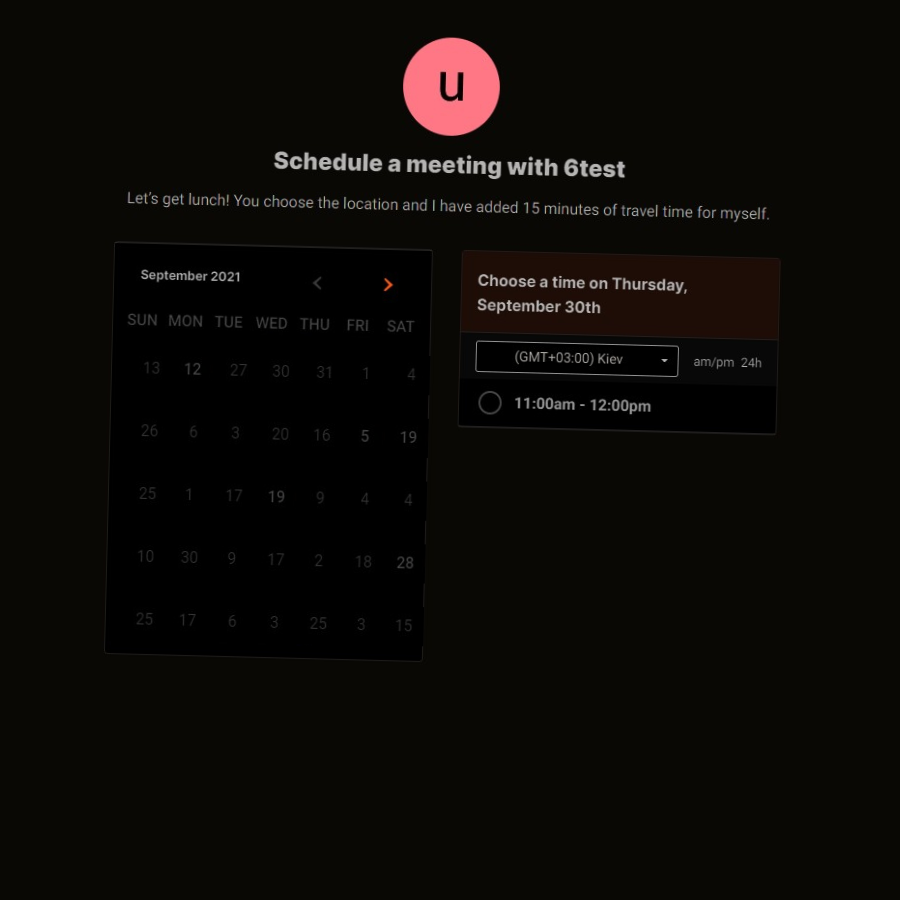 u
Schedule a meeting with 6test
Let's get lunch! You choose the location and I have added 15 minutes of travel time for myself.
September 2021
SUN MON TUE WED THU FRI SAT
13 12 27 30 31 1 4
26 6 3 20 16 5 19
25 1 17 19 9 4 4
10 30 9 17 2 18 28
25 17 6 3 25 3 15
Choose a time on Thursday,
September 30th
(GMT+03:00) Kiev am/pm 24h
11:00am - 12:00pm